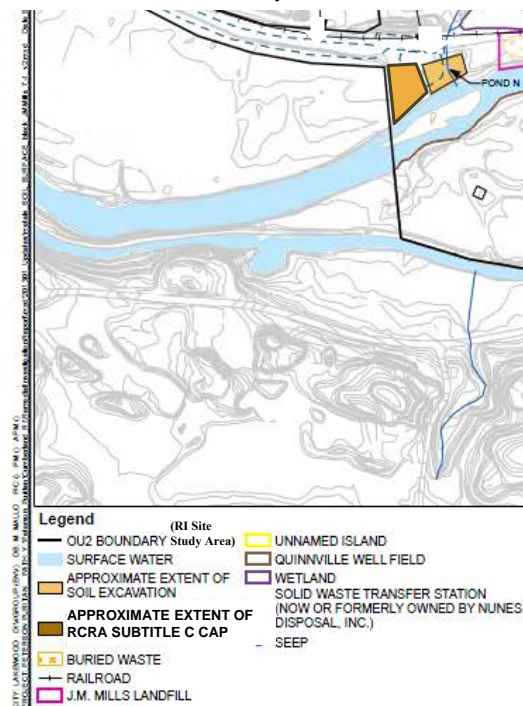 POND N
Legend
OU2 BOUNDARY (RI Site Study Area)
SURFACE WATER
APPROXIMATE EXTENT OF
SOIL EXCAVATION
APPROXIMATE EXTENT OF
RCRA SUBTITLE C CAP
BURIED WASTE
RAILROAD
J.M. MILLS LANDFILL
UNNAMED ISLAND
QUINNVILLE WELL FIELD
WETLAND
SOLID WASTE TRANSFER STATION
(NOW OR FORMERLY OWNED BY NUNES
DISPOSAL, INC.)
SEEP